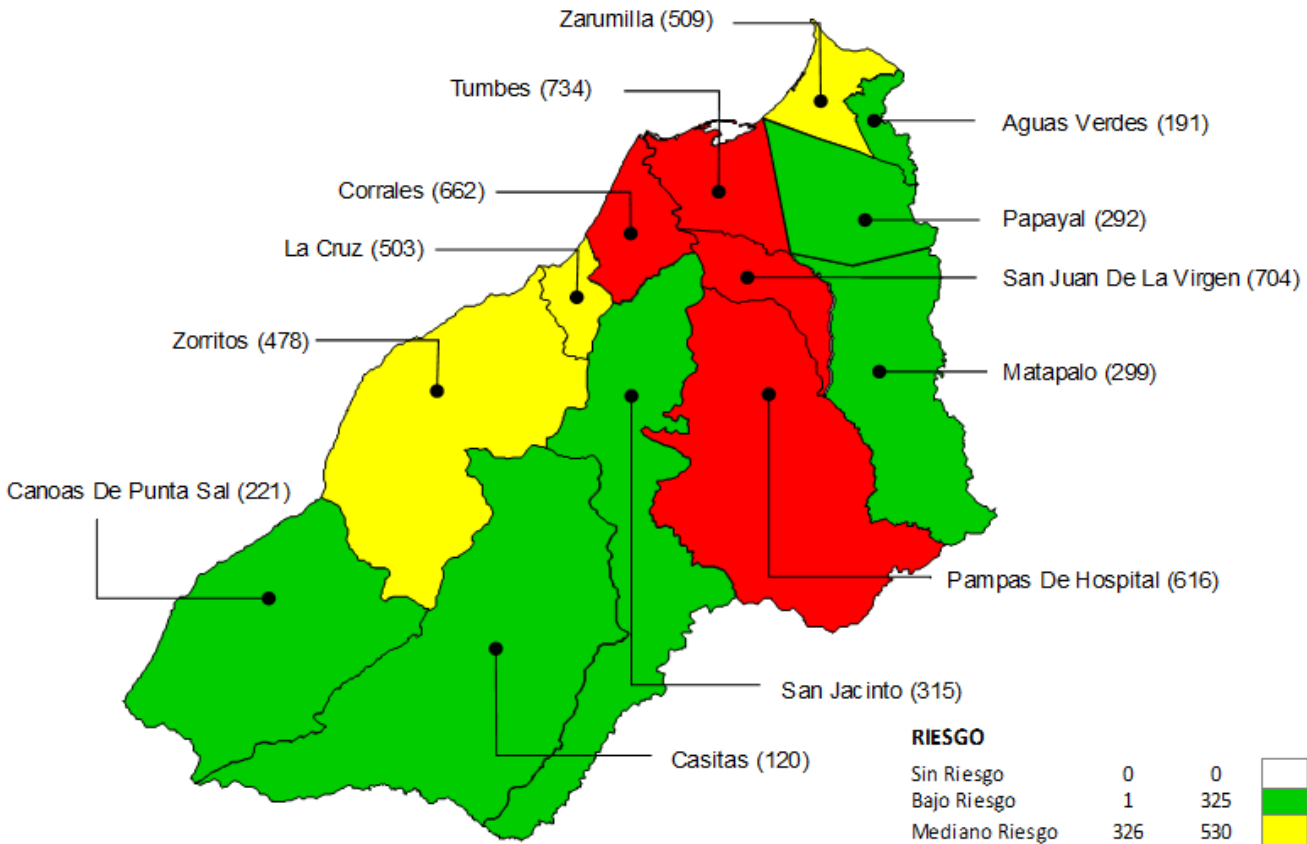 Zarumilla (509)
Tumbes (734)
Aguas Verdes (191)
Corrales (662)
Papayal (292)
La Cruz (503)
San Juan De La Virgen (704)
Zorritos (478)
Matapalo (299)
Canoas De Punta Sal (221)
Pampas De Hospital (616)
San Jacinto (315)
Casitas (120)
RIESGO
Sin Riesgo 0 0
Bajo Riesgo 1 325
Mediano Riesgo 326 530